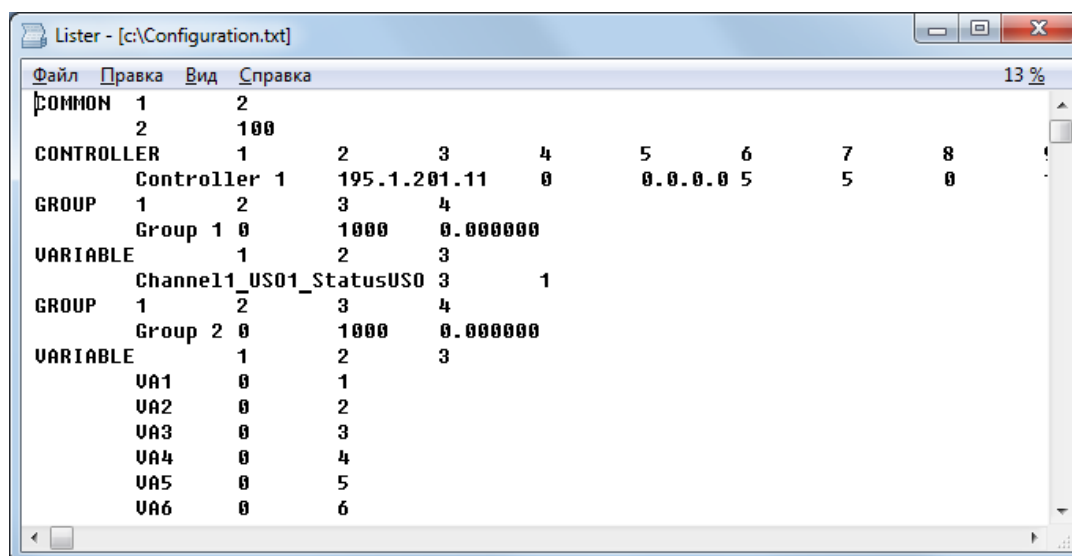 Lister - [c:\Configuration.txt]
Файл Правка Вид Справка 13 %
COMMON 1 2
2 100
CONTROLLER 1 2 3 4 5 6 7 8
Controller 1 195.1.201.11 0 0.0.0.0 5 5 0
GROUP 1 2 3 4
Group 1 0 1000 0.000000
VARIABLE 1 2 3
Channel1_USO1_StatusUSO 3 1
GROUP 1 2 3 4
Group 2 0 1000 0.000000
VARIABLE 1 2 3
VA1 0 1
VA2 0 2
VA3 0 3
VA4 0 4
VA5 0 5
VA6 0 6